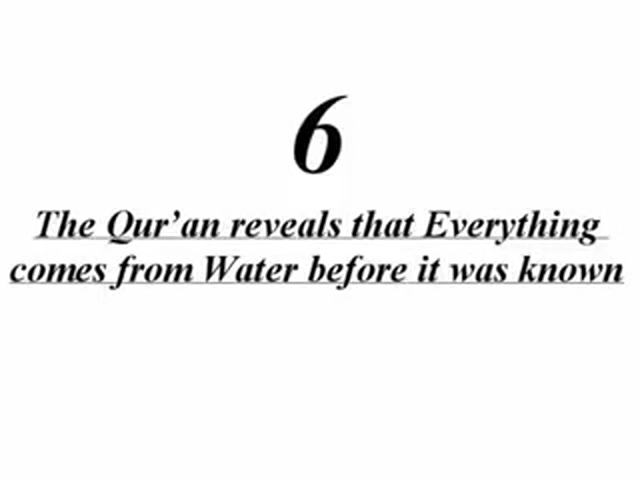 6
The Qur’an reveals that Everything
comes from Water before it was known